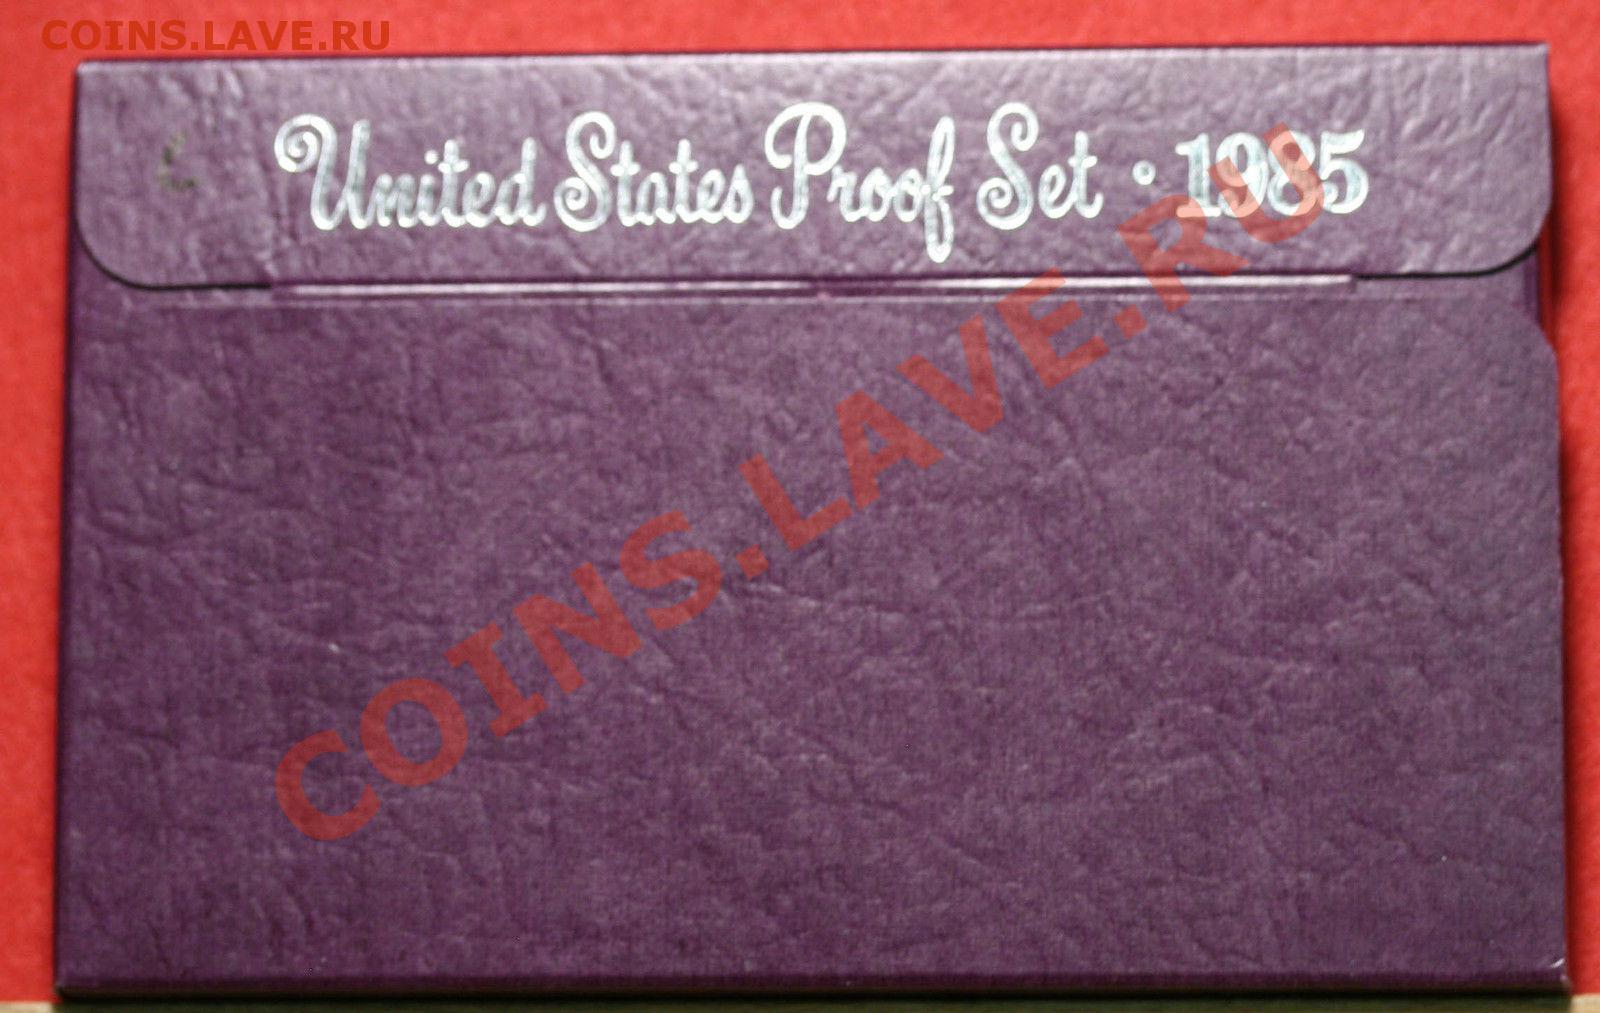 COINS.LAVE.RU
United States Proof Set • 1985
COINS.LAVE.RU